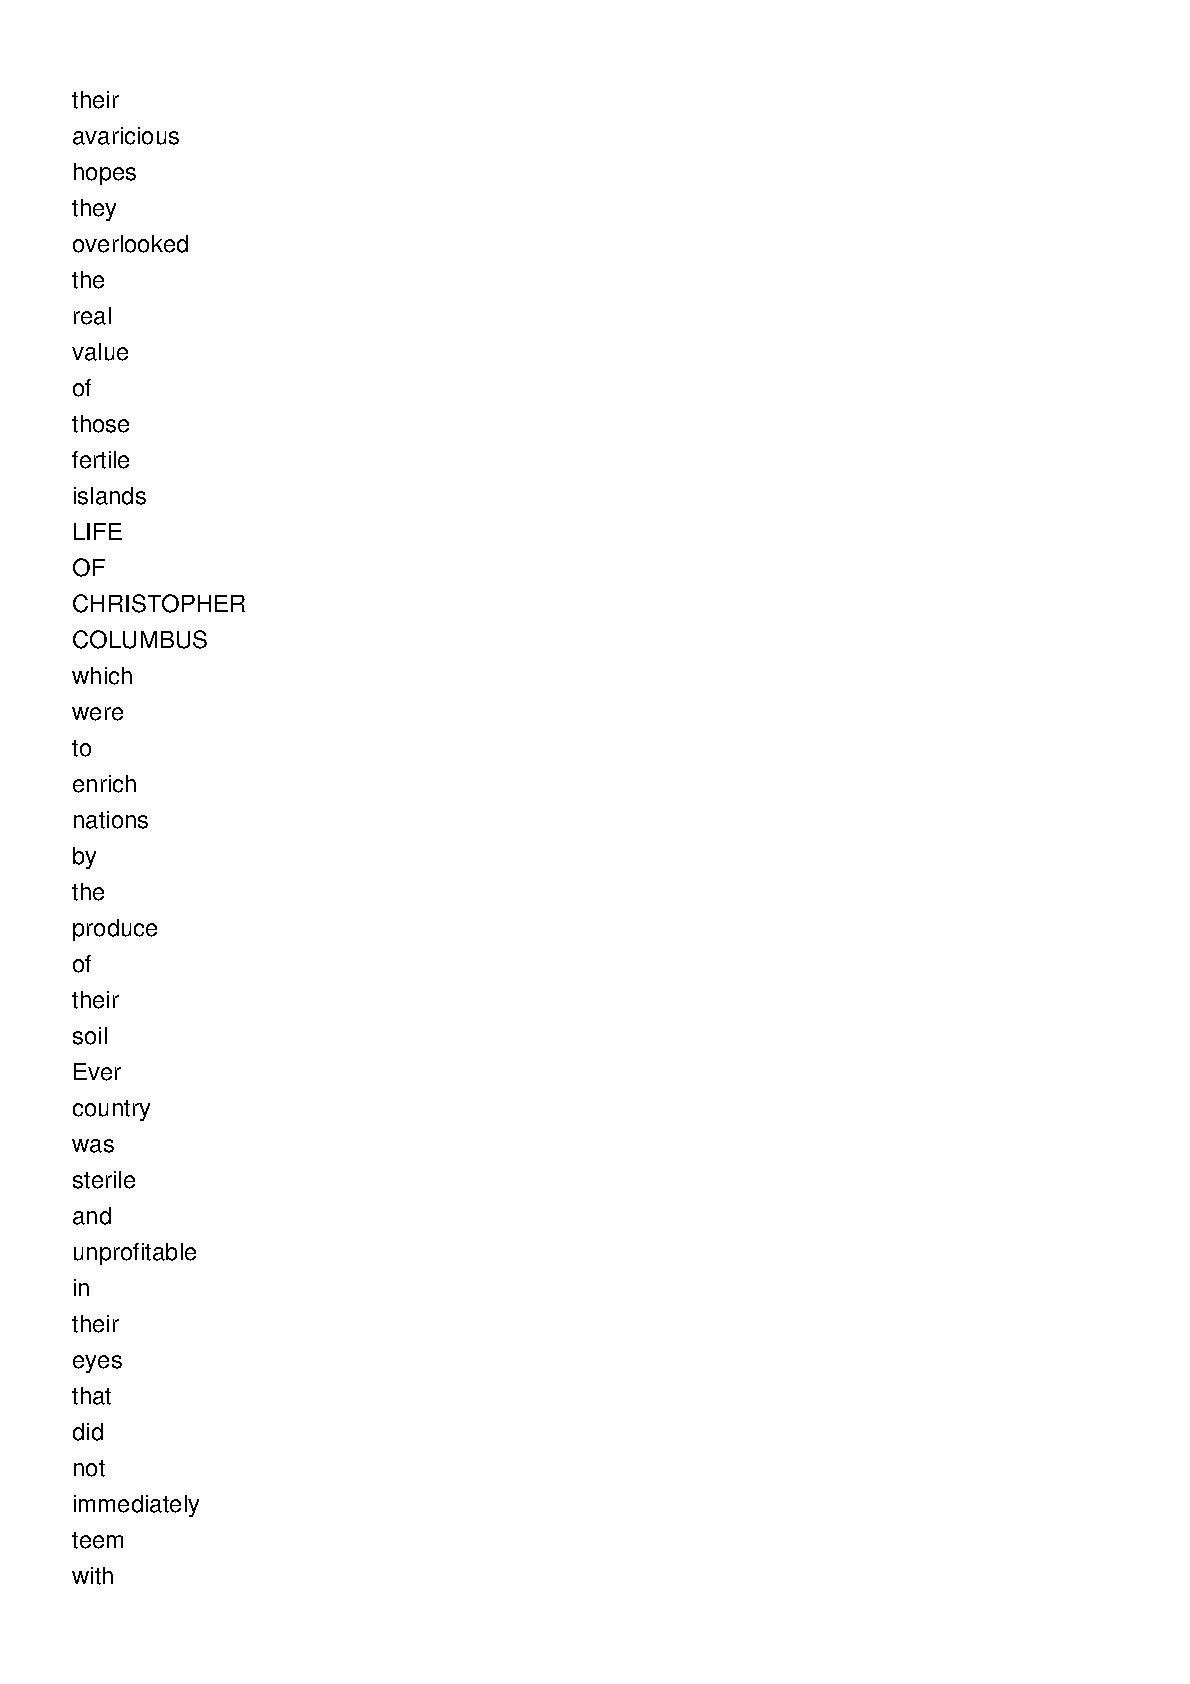 their
avaricious
hopes
they
overlooked
the
real
value
of
those
fertile
islands
LIFE
OF
CHRISTOPHER
COLUMBUS
which
were
to
enrich
nations
by
the
produce
of
their
soil
Ever
country
was
sterile
and
unprofitable
in
their
eyes
that
did
not
immediately
teem
with